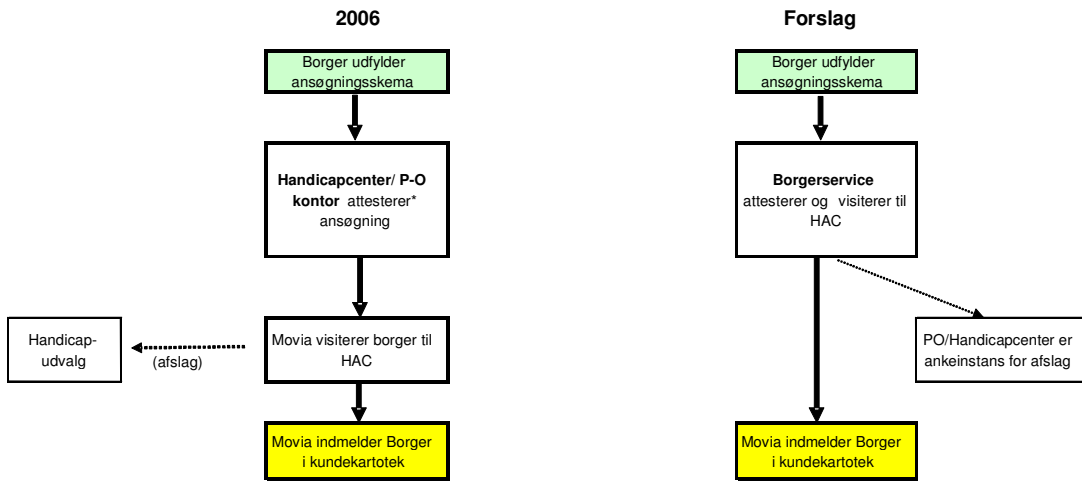 2006
Borger udfylder
ansøgningsskema
Handicapcenter/ P-O
kontor attesterer*
ansøgning
Movia visiterer borger til
HAC
(afslag)
Handicap-
udvalg
Movia indmelder Borger
i kundekartotek
Forslag
Borger udfylder
ansøgningsskema
Borgerservice
attesterer og visiterer til
HAC
PO/Handicapcenter er
ankeinstans for afslag
Movia indmelder Borger
i kundekartotek